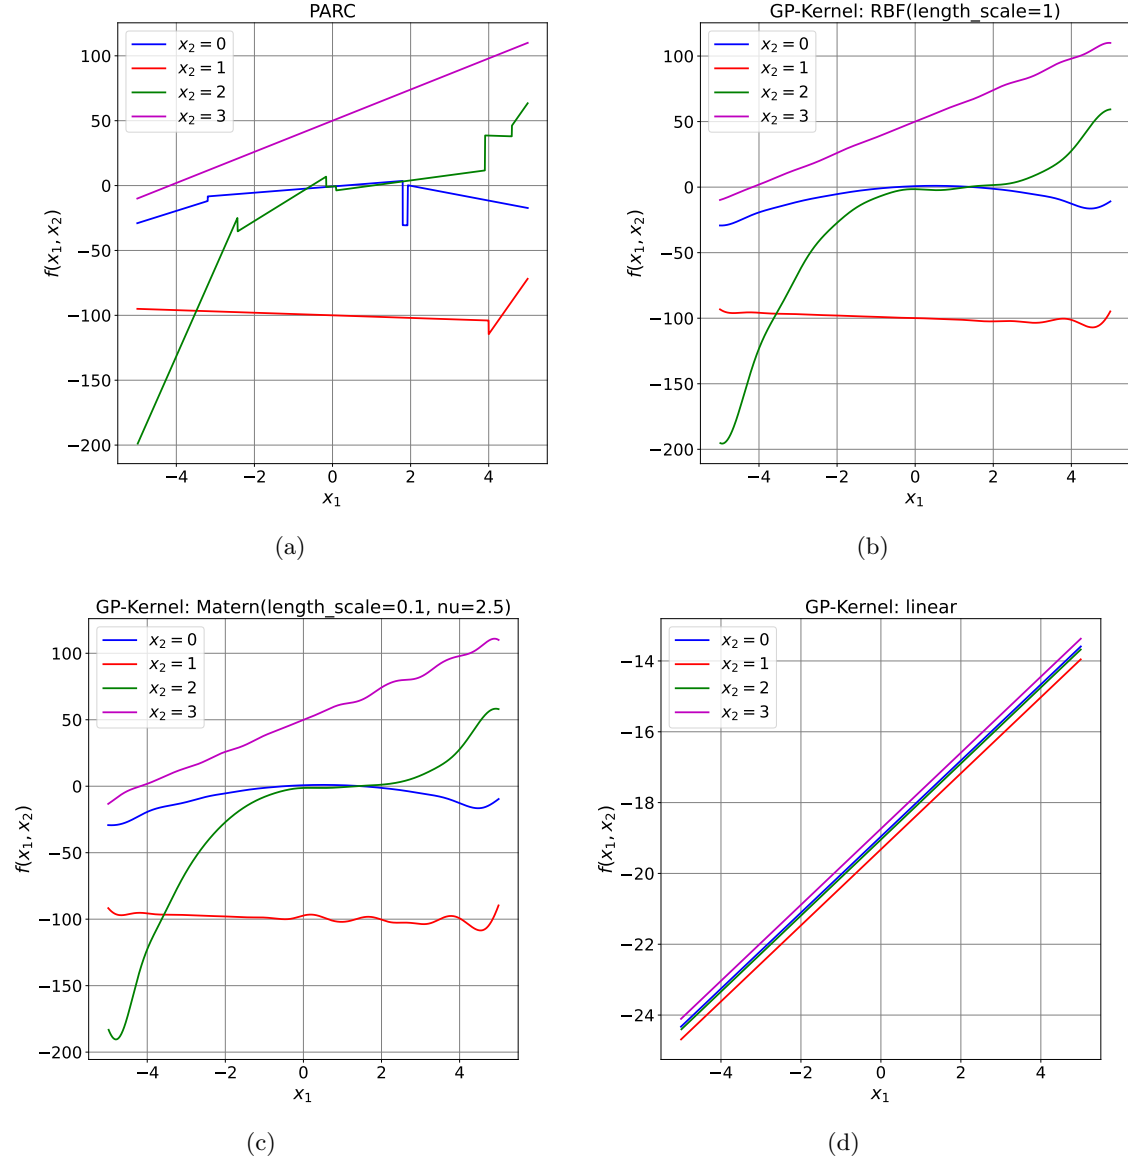 PARC
x₂ = 0
x₂ = 1
x₂ = 2
x₂ = 3
100
50
0
−50
−100
−150
−200
f(x₁, x₂)
−4 −2 0 2 4
x₁
(a)
GP-Kernel: RBF(length_scale=1)
x₂ = 0
x₂ = 1
x₂ = 2
x₂ = 3
100
50
0
−50
−100
−150
−200
f(x₁, x₂)
−4 −2 0 2 4
x₁
(b)
GP-Kernel: Matern(length_scale=0.1, nu=2.5)
x₂ = 0
x₂ = 1
x₂ = 2
x₂ = 3
100
50
0
−50
−100
−150
−200
f(x₁, x₂)
−4 −2 0 2 4
x₁
(c)
GP-Kernel: linear
x₂ = 0
x₂ = 1
x₂ = 2
x₂ = 3
−14
−16
−18
−20
−22
−24
f(x₁, x₂)
−4 −2 0 2 4
x₁
(d)